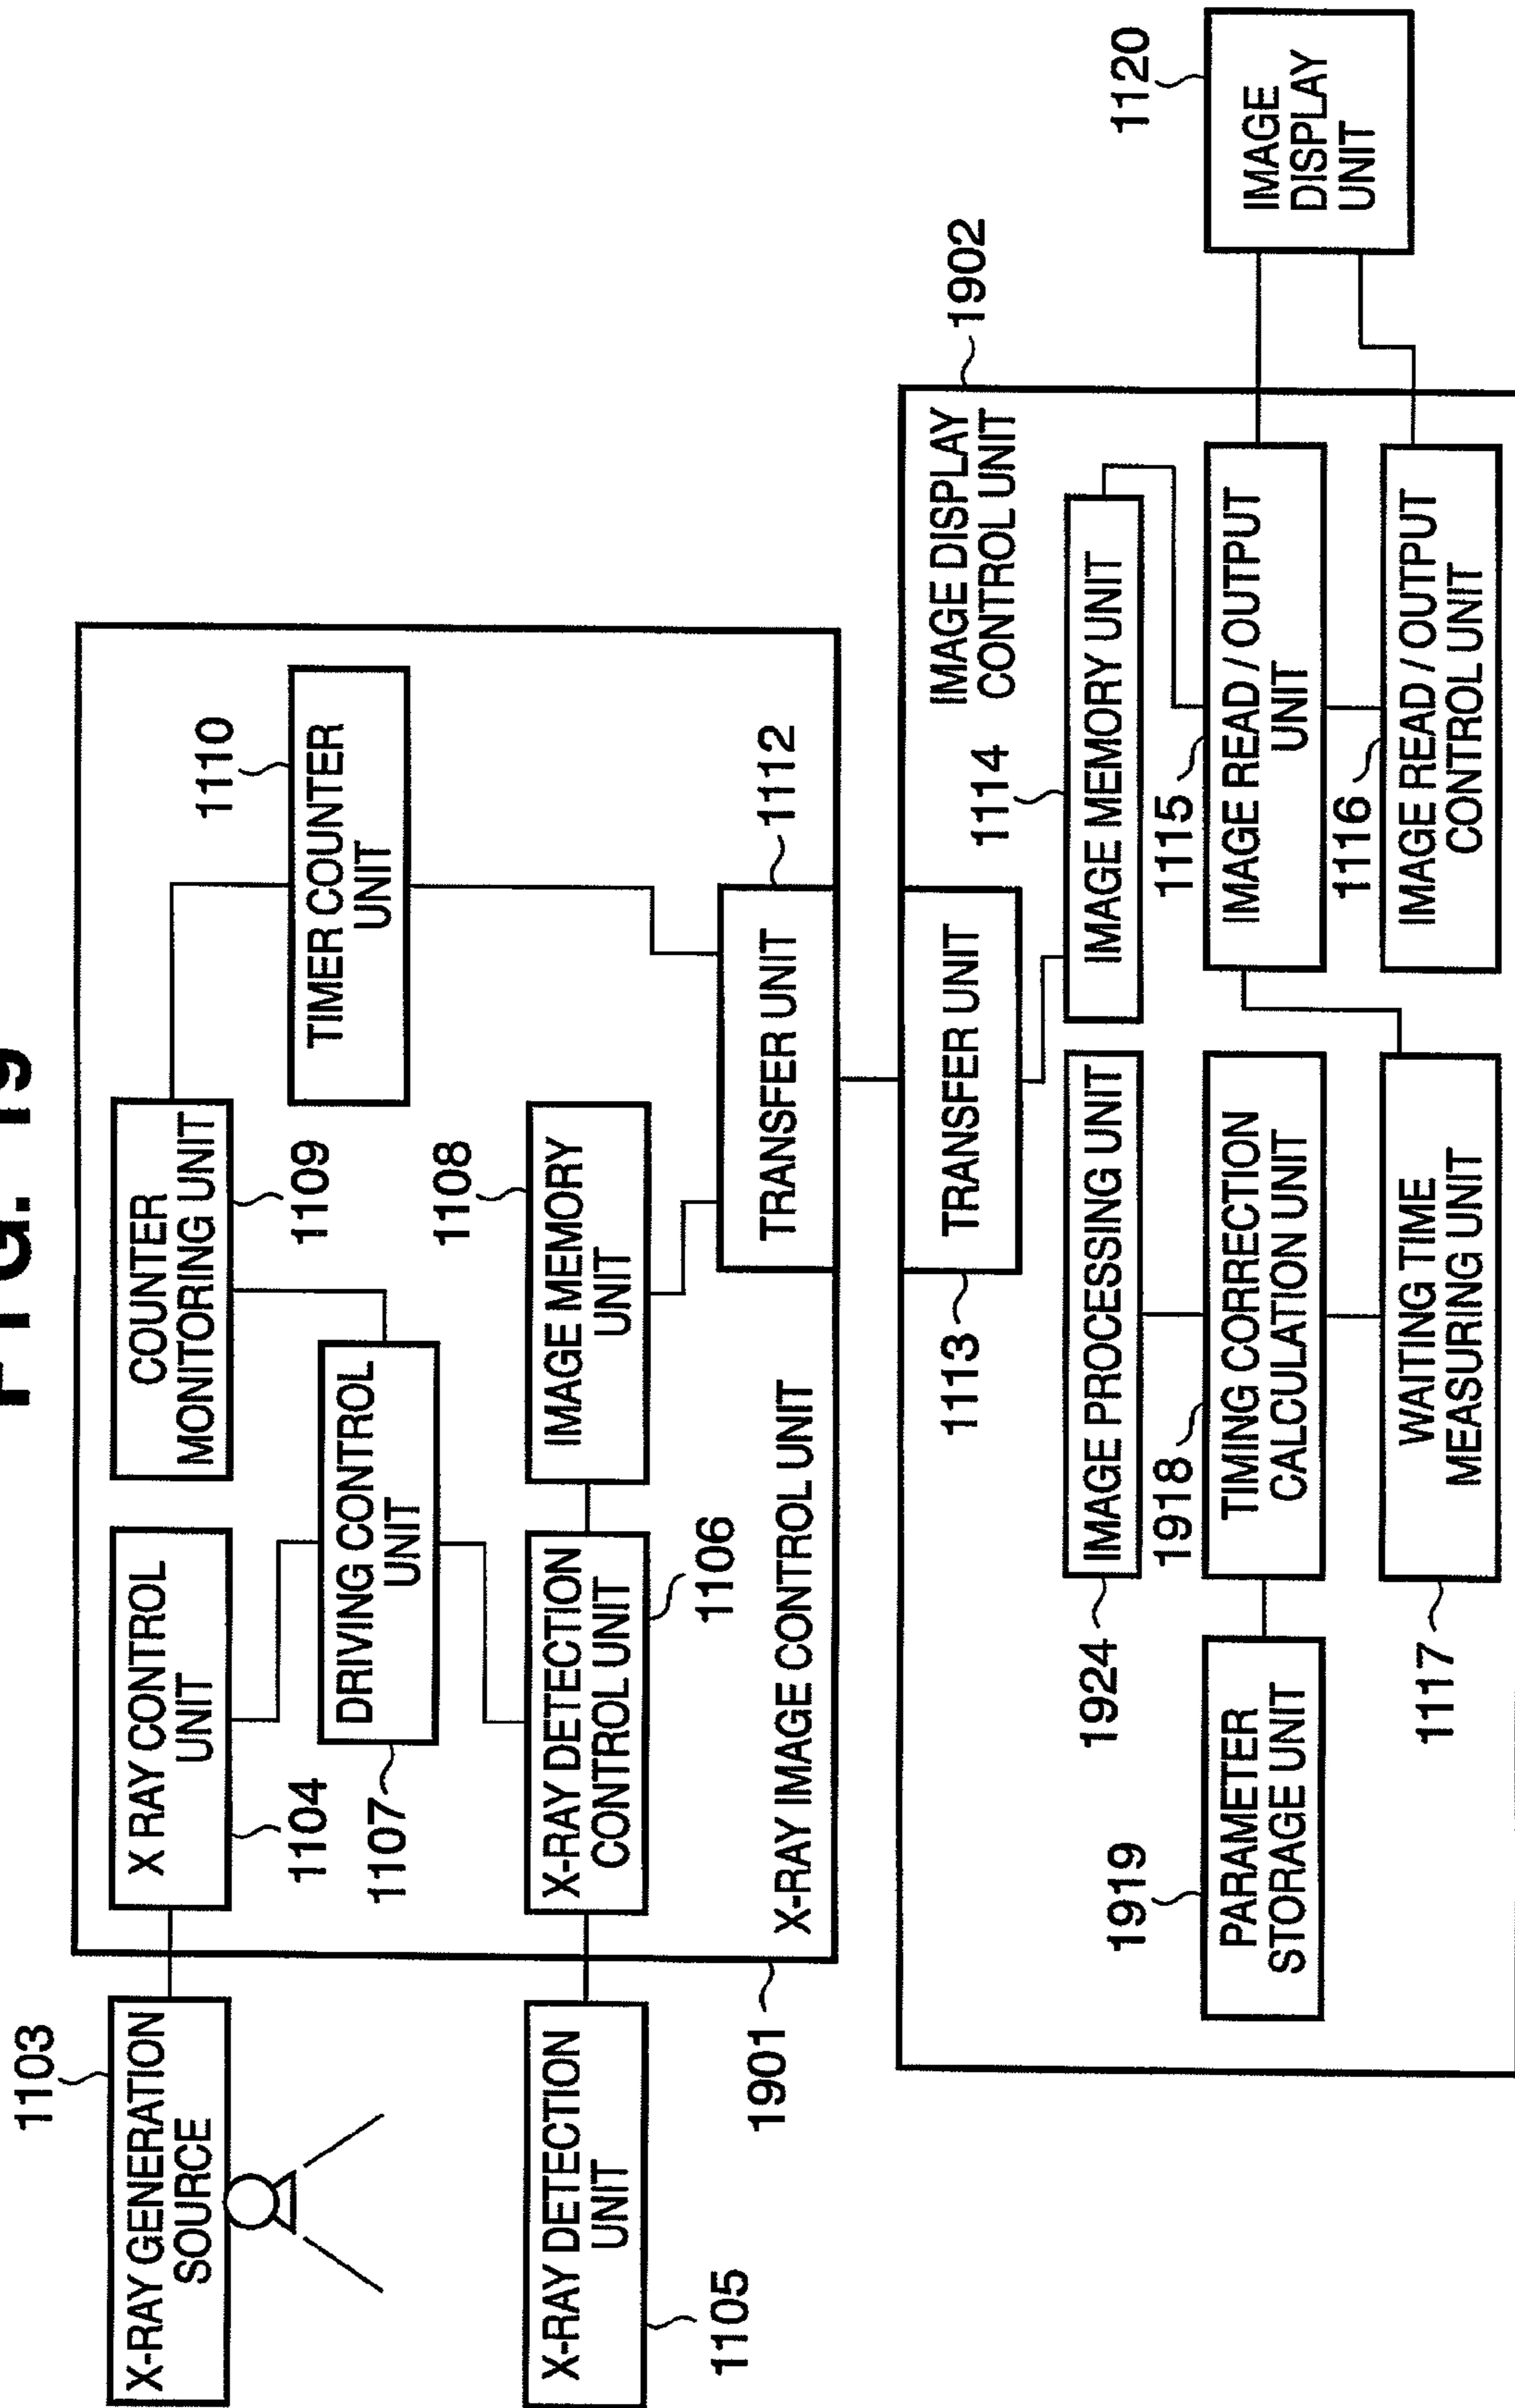 FIG. 19
1103
X-RAY GENERATION
SOURCE
X RAY CONTROL
UNIT
1104
COUNTER
MONITORING UNIT
1109
1110
TIMER COUNTER
UNIT
1107
DRIVING CONTROL
UNIT
1108
X-RAY DETECTION
UNIT
1105
X-RAY DETECTION
CONTROL UNIT
1106
IMAGE MEMORY
UNIT
1112
TRANSFER UNIT
X-RAY IMAGE CONTROL UNIT
1901
1902
IMAGE DISPLAY
CONTROL UNIT
1113
TRANSFER UNIT
1114
1924
IMAGE PROCESSING UNIT
IMAGE MEMORY UNIT
1919
PARAMETER
STORAGE UNIT
1918
TIMING CORRECTION
CALCULATION UNIT
1115
IMAGE READ / OUTPUT
UNIT
1120
IMAGE
DISPLAY
UNIT
1117
WAITING TIME
MEASURING UNIT
1116
IMAGE READ / OUTPUT
CONTROL UNIT